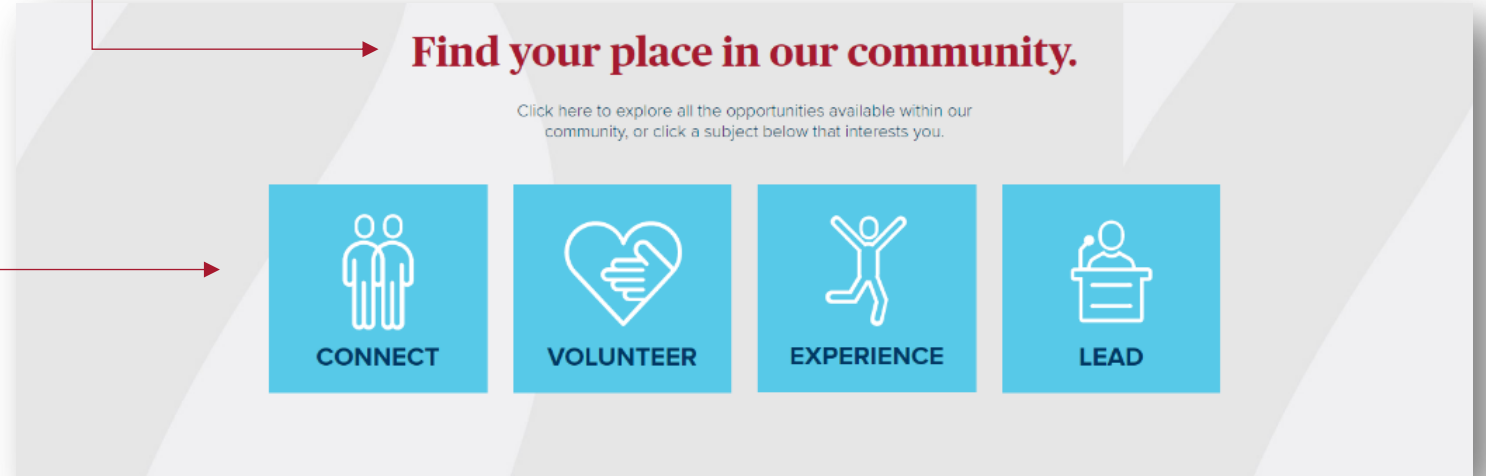 Find your place in our community.
Click here to explore all the opportunities available within our
community, or click a subject below that interests you.
CONNECT
VOLUNTEER
EXPERIENCE
LEAD